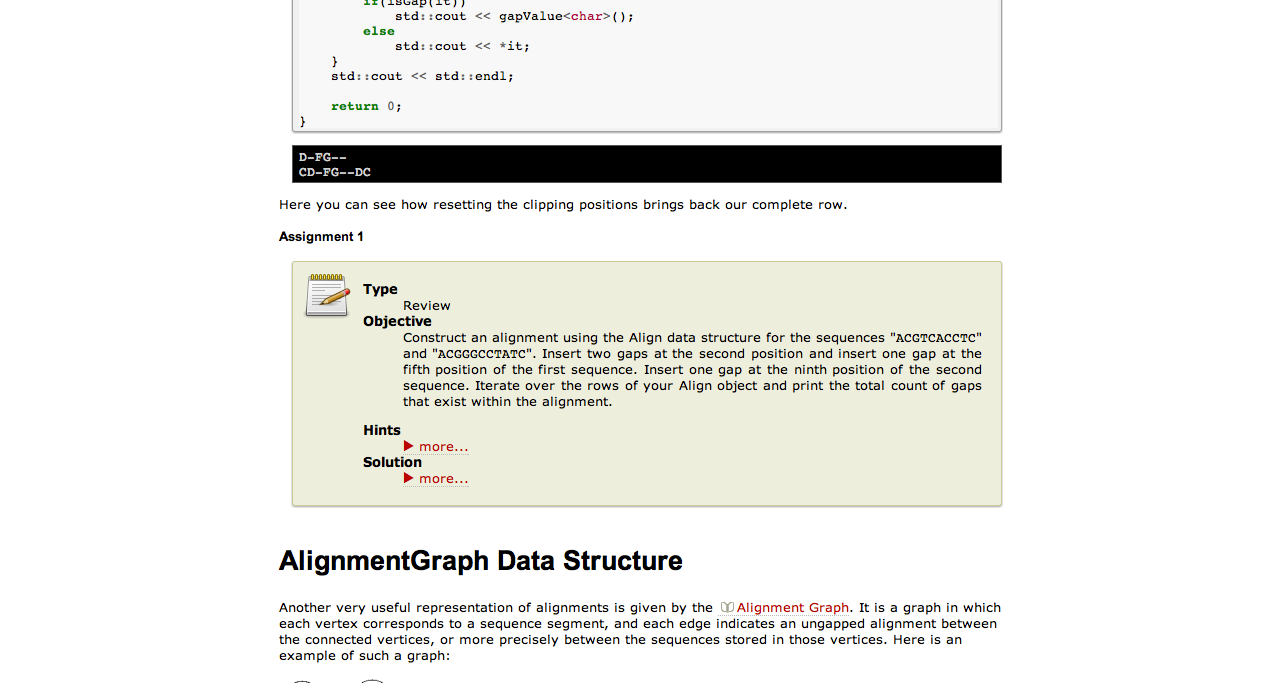 if(isGap(it))
std::cout << gapValue<char>();
else
std::cout << *it;
}
std::cout << std::endl;
return 0;
}
D-FG--
CD-FG--DC
Here you can see how resetting the clipping positions brings back our complete row.
Assignment 1
Type
Review
Objective
Construct an alignment using the Align data structure for the sequences "ACGTCACCTC"
and "ACGGGCCTATC". Insert two gaps at the second position and insert one gap at the
fifth position of the first sequence. Insert one gap at the ninth position of the second
sequence. Iterate over the rows of your Align object and print the total count of gaps
that exist within the alignment.
Hints
more...
Solution
more...
AlignmentGraph Data Structure
Another very useful representation of alignments is given by the Alignment Graph. It is a graph in which
each vertex corresponds to a sequence segment, and each edge indicates an ungapped alignment between
the connected vertices, or more precisely between the sequences stored in those vertices. Here is an
example of such a graph: